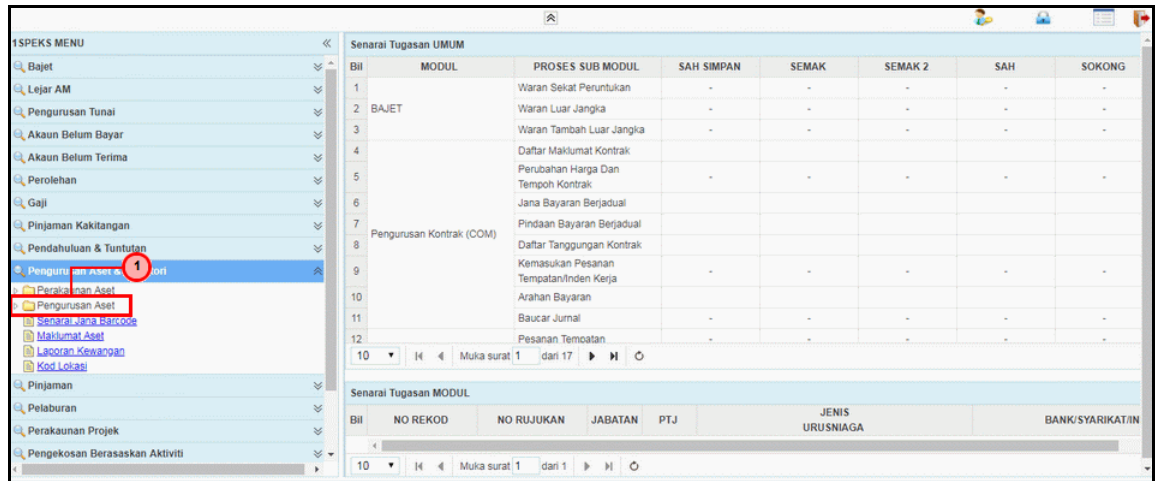 1SPEKS MENU
Bajet
Lejar AM
Pengurusan Tunai
Akaun Belum Bayar
Akaun Belum Terima
Perolehan
Gaji
Pinjaman Kakitangan
Pendahuluan & Tuntutan
Pengurusan Aset &
1
Perakaunan Aset
Pengurusan Aset
Senarai Jana Barcode
Maklumat Aset
Laporan Kewangan
Kod Lokasi
Pinjaman
Pelaburan
Perakaunan Projek
Pengekosan Berasaskan Aktiviti
Senarai Tugasan UMUM
Bil MODUL PROSES SUB MODUL SAH SIMPAN SEMAK SEMAK 2 SAH SOKONG
1 Waran Sekat Peruntukan - - - - -
2 BAJET Waran Luar Jangka - - - - -
3 Waran Tambah Luar Jangka - - - - -
4 Daftar Maklumat Kontrak
5 Perubahan Harga Dan
Tempoh Kontrak - - - - -
6 Jana Bayaran Berjadual
7 Pindaan Bayaran Berjadual
Pengurusan Kontrak (COM)
8 Daftar Tanggungan Kontrak
9 Kemasukan Pesanan
Tempatan/Inden Kerja - - - - -
10 Arahan Bayaran
11 Baucar Jurnal - - - - -
12 Pesanan Tempatan - - - - -
10 Muka surat 1 dari 17
Senarai Tugasan MODUL
Bil NO REKOD NO RUJUKAN JABATAN PTJ JENIS
URUSNIAGA BANK/SYARIKAT/IN
10 Muka surat 1 dari 1